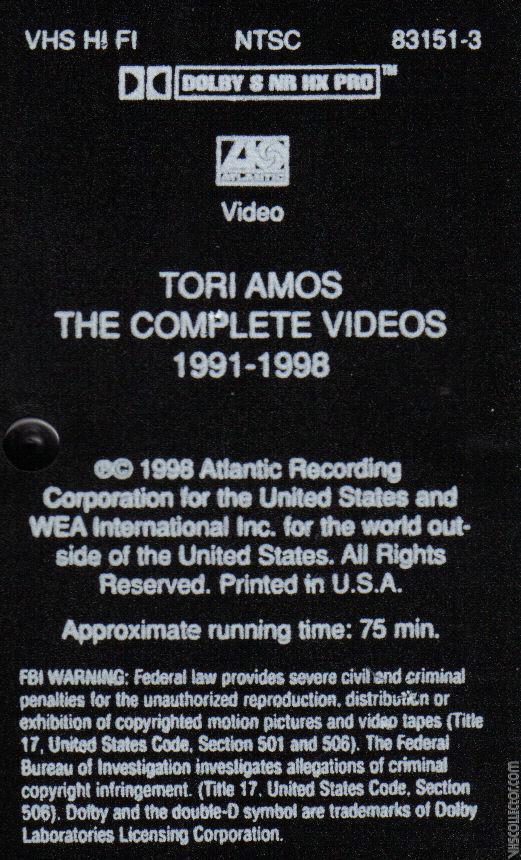 VHS HI FI NTSC 83151-3
DOLBY S NR HX PRO™
ATLANTIC
Video
TORI AMOS
THE COMPLETE VIDEOS
1991-1998
℗© 1998 Atlantic Recording
Corporation for the United States and
WEA International Inc. for the world out-
side of the United States. All Rights
Reserved. Printed in U.S.A.
Approximate running time: 75 min.
FBI WARNING: Federal law provides severe civil and criminal
penalties for the unauthorized reproduction, distribution or
exhibition of copyrighted motion pictures and video tapes (Title
17, United States Code, Section 501 and 506). The Federal
Bureau of Investigation investigates allegations of criminal
copyright infringement. (Title 17, United States Code, Section
506). Dolby and the double-D symbol are trademarks of Dolby
Laboratories Licensing Corporation.
VHSCOLLECTOR.com